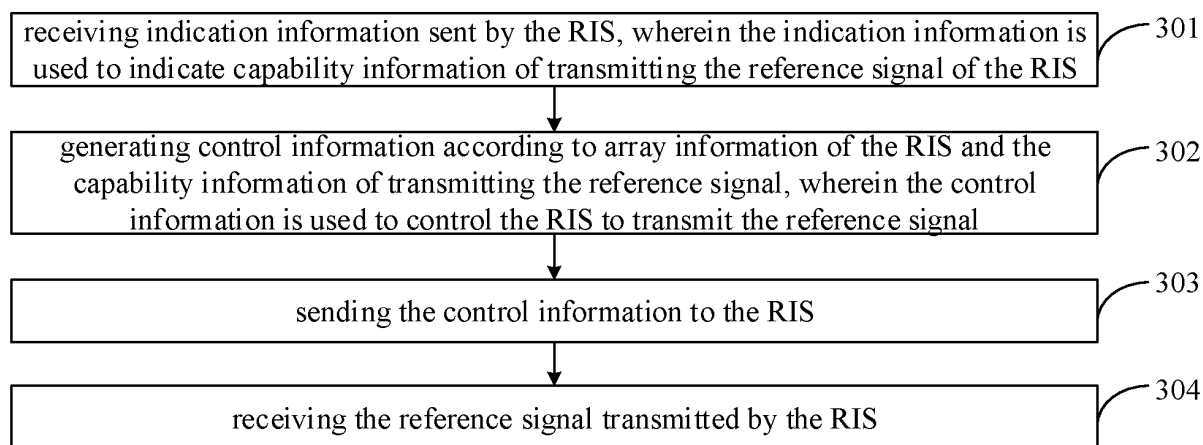 receiving indication information sent by the RIS, wherein the indication information is
used to indicate capability information of transmitting the reference signal of the RIS
301
generating control information according to array information of the RIS and the
capability information of transmitting the reference signal, wherein the control
information is used to control the RIS to transmit the reference signal
302
sending the control information to the RIS
303
receiving the reference signal transmitted by the RIS
304